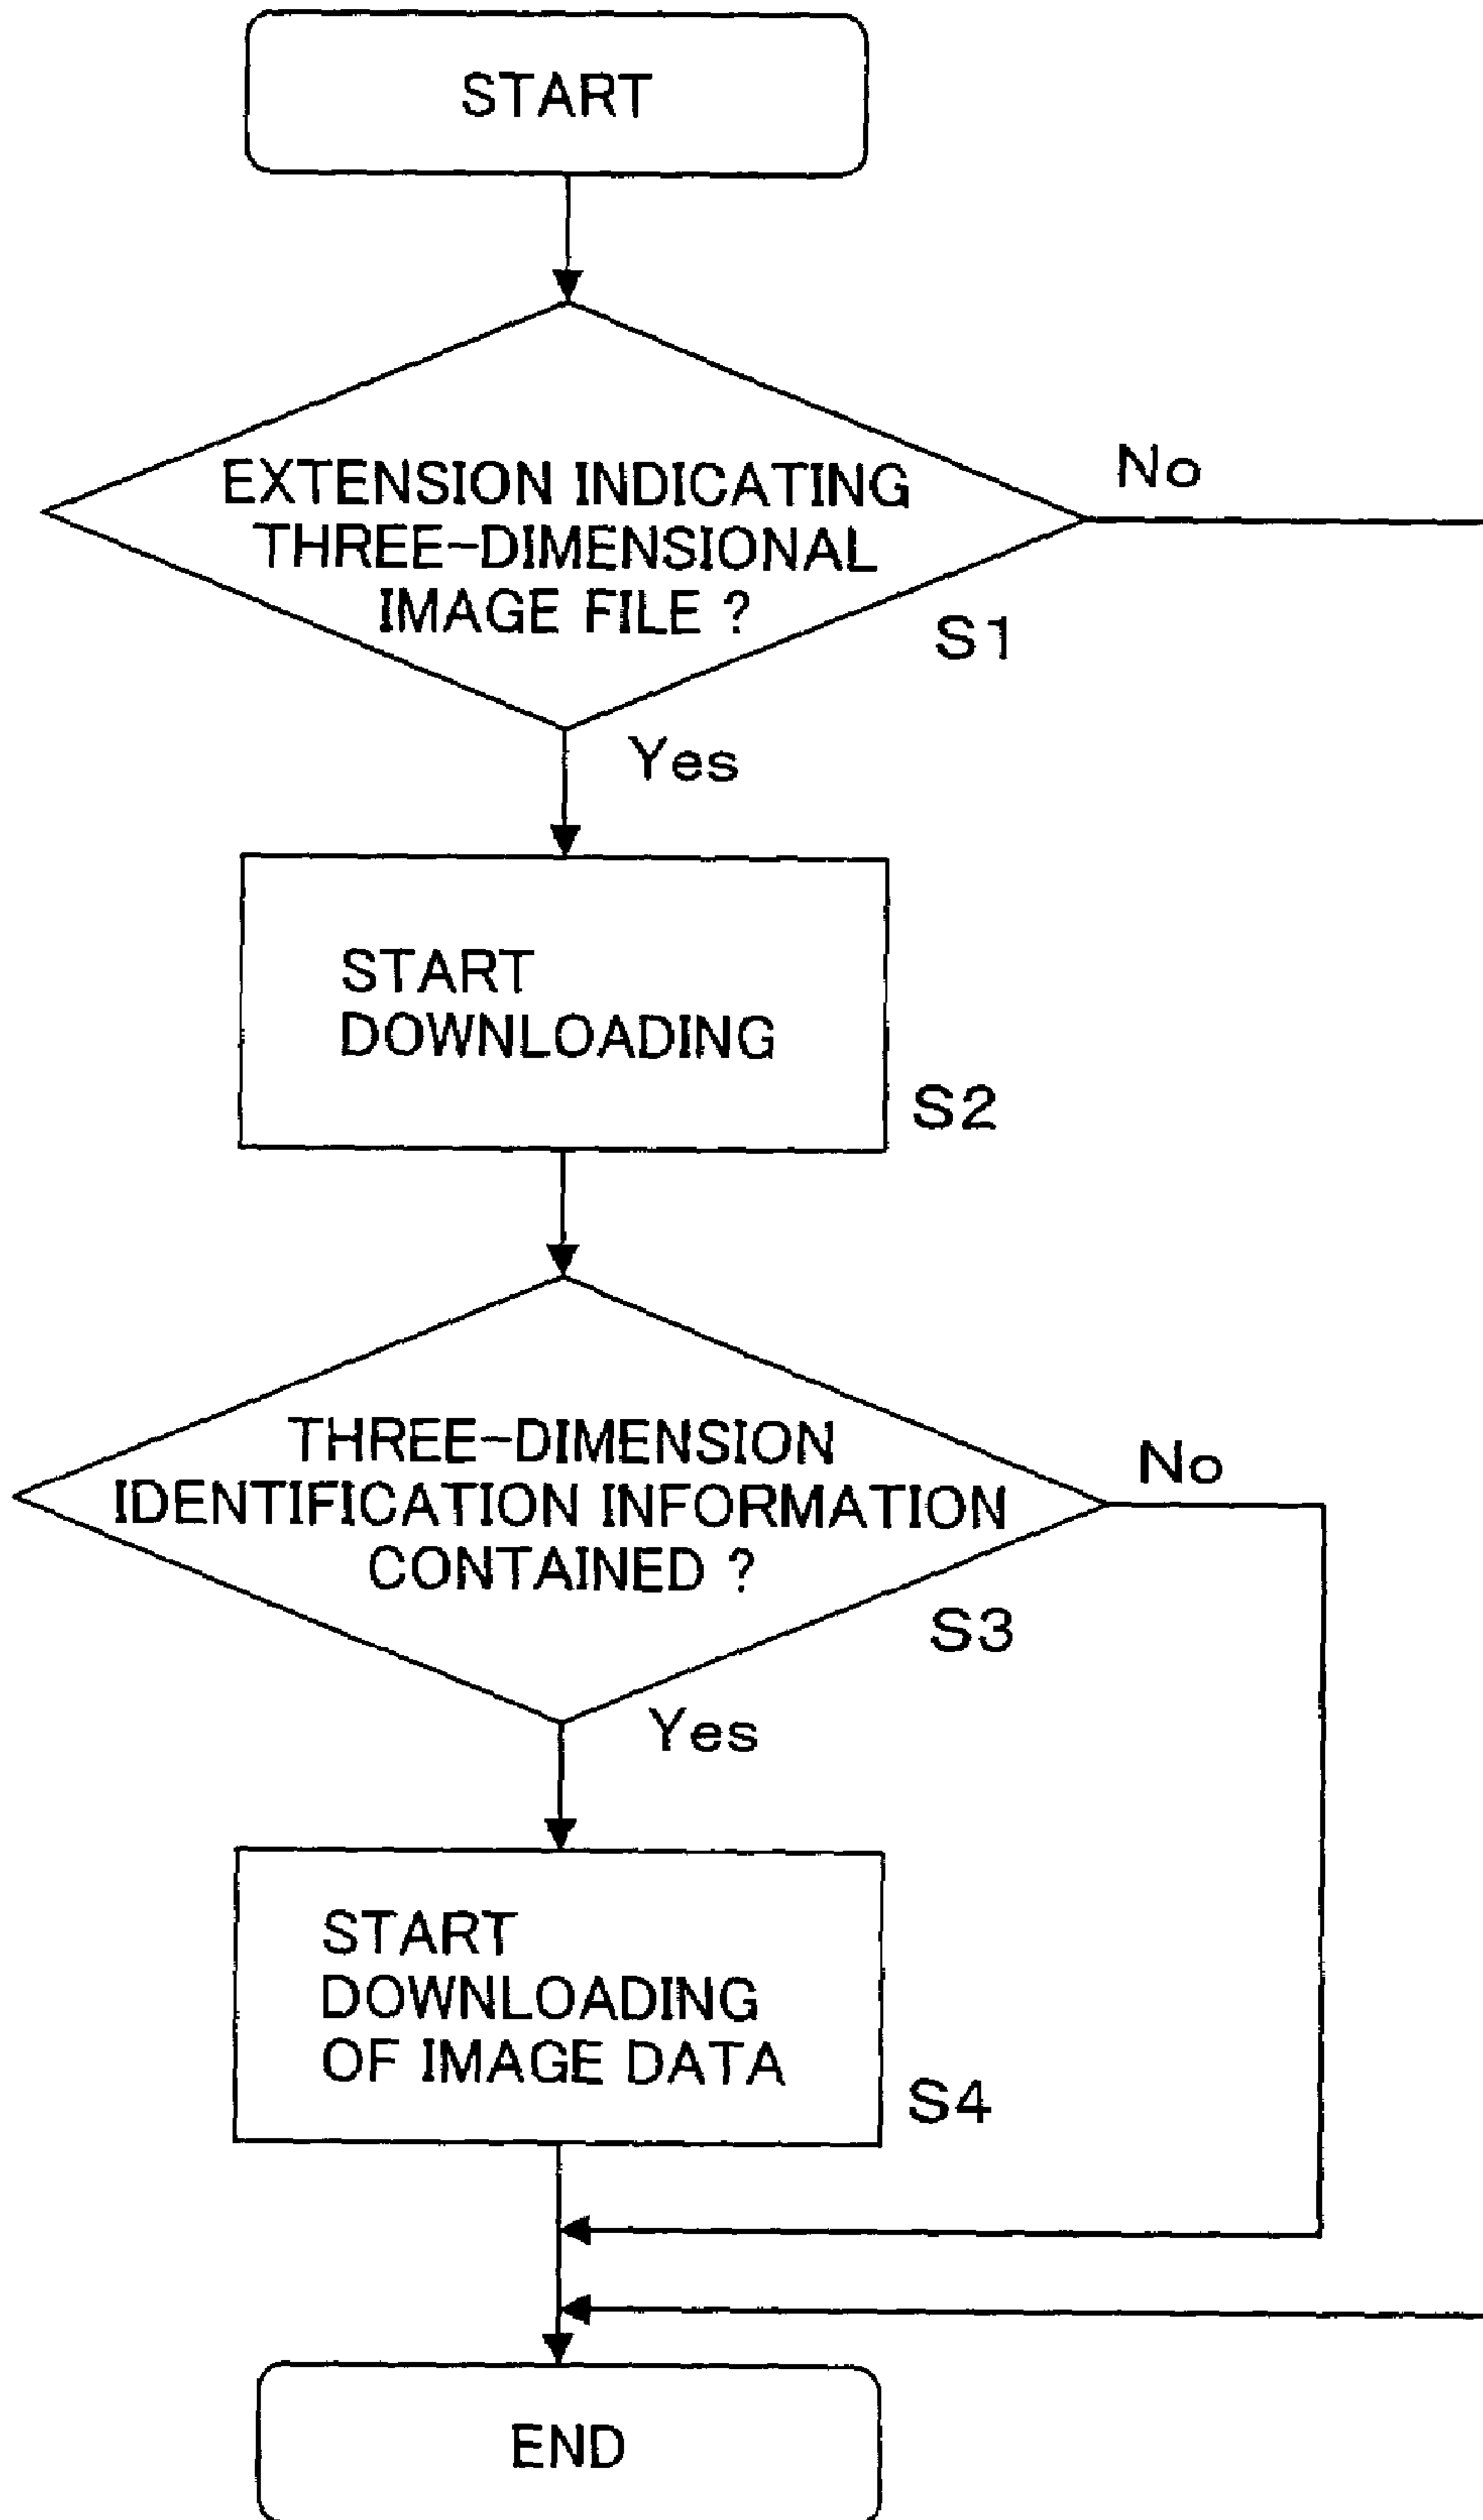 START
EXTENSION INDICATING
THREE-DIMENSIONAL
IMAGE FILE ?
No
S1
Yes
START
DOWNLOADING
S2
THREE-DIMENSION
IDENTIFICATION INFORMATION
CONTAINED ?
No
S3
Yes
START
DOWNLOADING
OF IMAGE DATA
S4
END